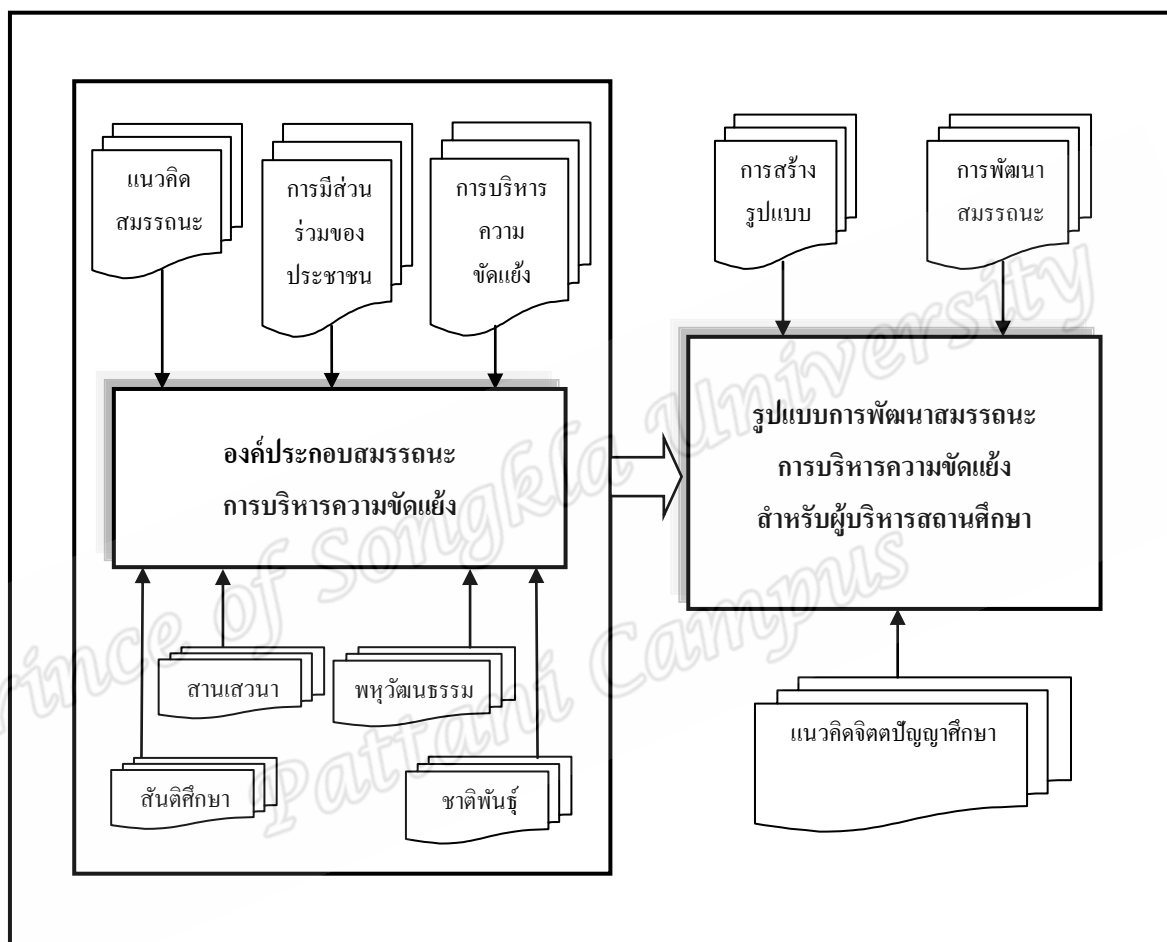 แนวคิด
สมรรถนะ
การมีส่วน
ร่วมของ
ประชาชน
การบริหาร
ความ
ขัดแย้ง
การสร้าง
รูปแบบ
การพัฒนา
สมรรถนะ
องค์ประกอบสมรรถนะ
การบริหารความขัดแย้ง
รูปแบบการพัฒนาสมรรถนะ
การบริหารความขัดแย้ง
สำหรับผู้บริหารสถานศึกษา
สานเสวนา
พหุวัฒนธรรม
สันติศึกษา
ชาติพันธุ์
แนวคิดจิตตปัญญาศึกษา
Prince of Songkla University
Pattani Campus